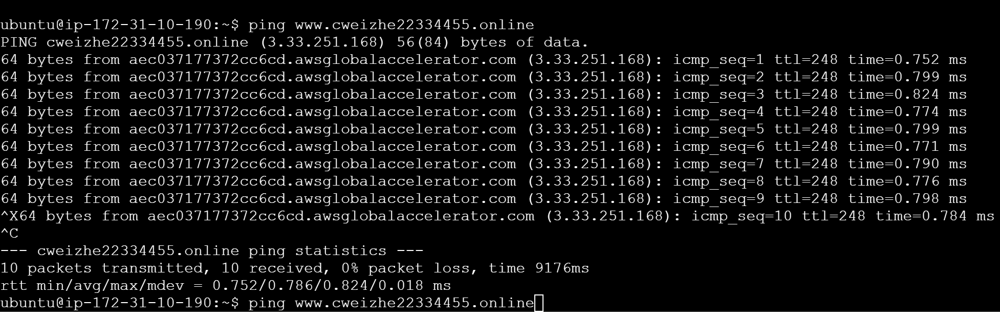 ubuntu@ip-172-31-10-190:~$ ping www.cweizhe22334455.online
PING cweizhe22334455.online (3.33.251.168) 56(84) bytes of data.
64 bytes from aec037177372cc6cd.awsglobalaccelerator.com (3.33.251.168): icmp_seq=1 ttl=248 time=0.752 ms
64 bytes from aec037177372cc6cd.awsglobalaccelerator.com (3.33.251.168): icmp_seq=2 ttl=248 time=0.799 ms
64 bytes from aec037177372cc6cd.awsglobalaccelerator.com (3.33.251.168): icmp_seq=3 ttl=248 time=0.824 ms
64 bytes from aec037177372cc6cd.awsglobalaccelerator.com (3.33.251.168): icmp_seq=4 ttl=248 time=0.774 ms
64 bytes from aec037177372cc6cd.awsglobalaccelerator.com (3.33.251.168): icmp_seq=5 ttl=248 time=0.799 ms
64 bytes from aec037177372cc6cd.awsglobalaccelerator.com (3.33.251.168): icmp_seq=6 ttl=248 time=0.771 ms
64 bytes from aec037177372cc6cd.awsglobalaccelerator.com (3.33.251.168): icmp_seq=7 ttl=248 time=0.790 ms
64 bytes from aec037177372cc6cd.awsglobalaccelerator.com (3.33.251.168): icmp_seq=8 ttl=248 time=0.776 ms
64 bytes from aec037177372cc6cd.awsglobalaccelerator.com (3.33.251.168): icmp_seq=9 ttl=248 time=0.798 ms
^X64 bytes from aec037177372cc6cd.awsglobalaccelerator.com (3.33.251.168): icmp_seq=10 ttl=248 time=0.784 ms
^C
--- cweizhe22334455.online ping statistics ---
10 packets transmitted, 10 received, 0% packet loss, time 9176ms
rtt min/avg/max/mdev = 0.752/0.786/0.824/0.018 ms
ubuntu@ip-172-31-10-190:~$ ping www.cweizhe22334455.online